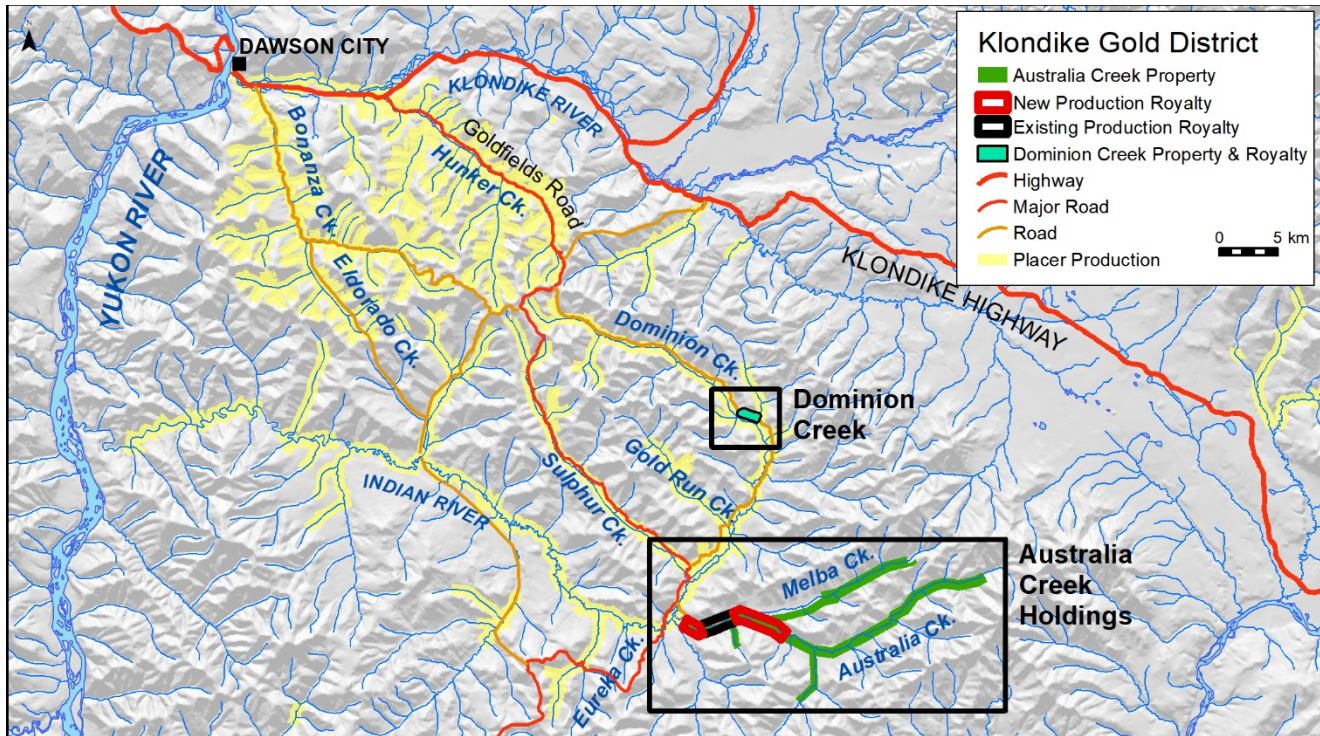 N
DAWSON CITY
KLONDIKE RIVER
Bonanza Ck.
Hunker Ck.
Goldfields Road
YUKON RIVER
Eldorado Ck.
KLONDIKE HIGHWAY
Dominion Ck.
Dominion
Creek
Gold Run Ck.
Sulphur Ck.
INDIAN RIVER
Melba Ck.
Australia Ck.
Australia
Creek
Holdings
Eureka Ck.
Klondike Gold District
Australia Creek Property
New Production Royalty
Existing Production Royalty
Dominion Creek Property & Royalty
Highway
Major Road
Road
Placer Production
0 5 km